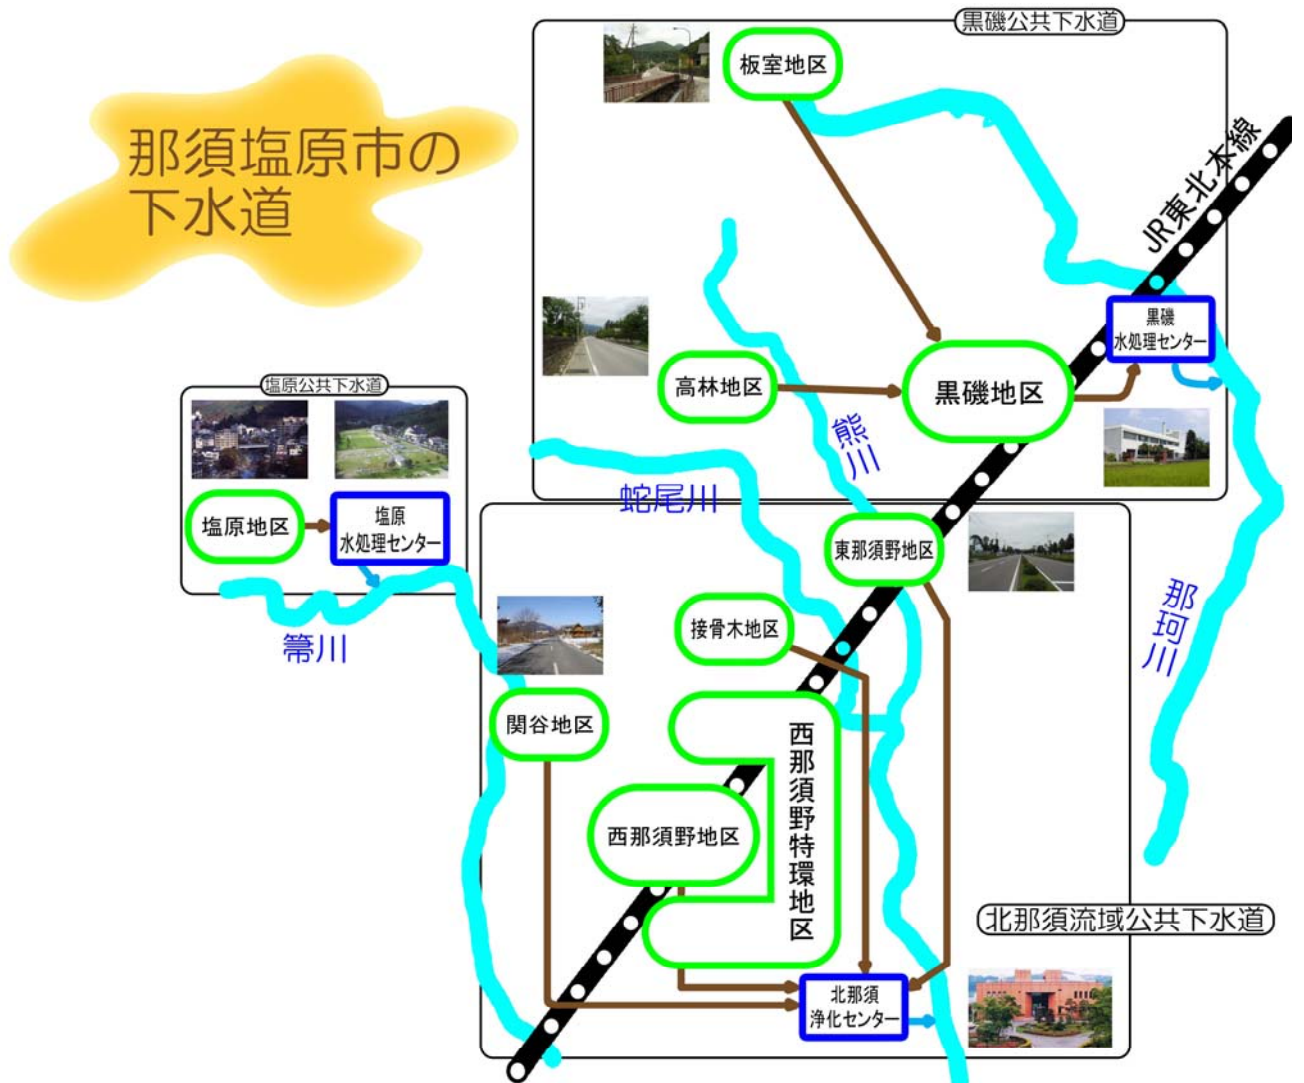 那須塩原市の
下水道
黒磯公共下水道
板室地区
JR東北本線
黒磯
水処理センター
高林地区
黒磯地区
熊川
塩原公共下水道
蛇尾川
塩原地区
塩原
水処理センター
東那須野地区
箒川
接骨木地区
那珂川
関谷地区
西那須野特環地区
西那須野地区
北那須流域公共下水道
北那須
浄化センター